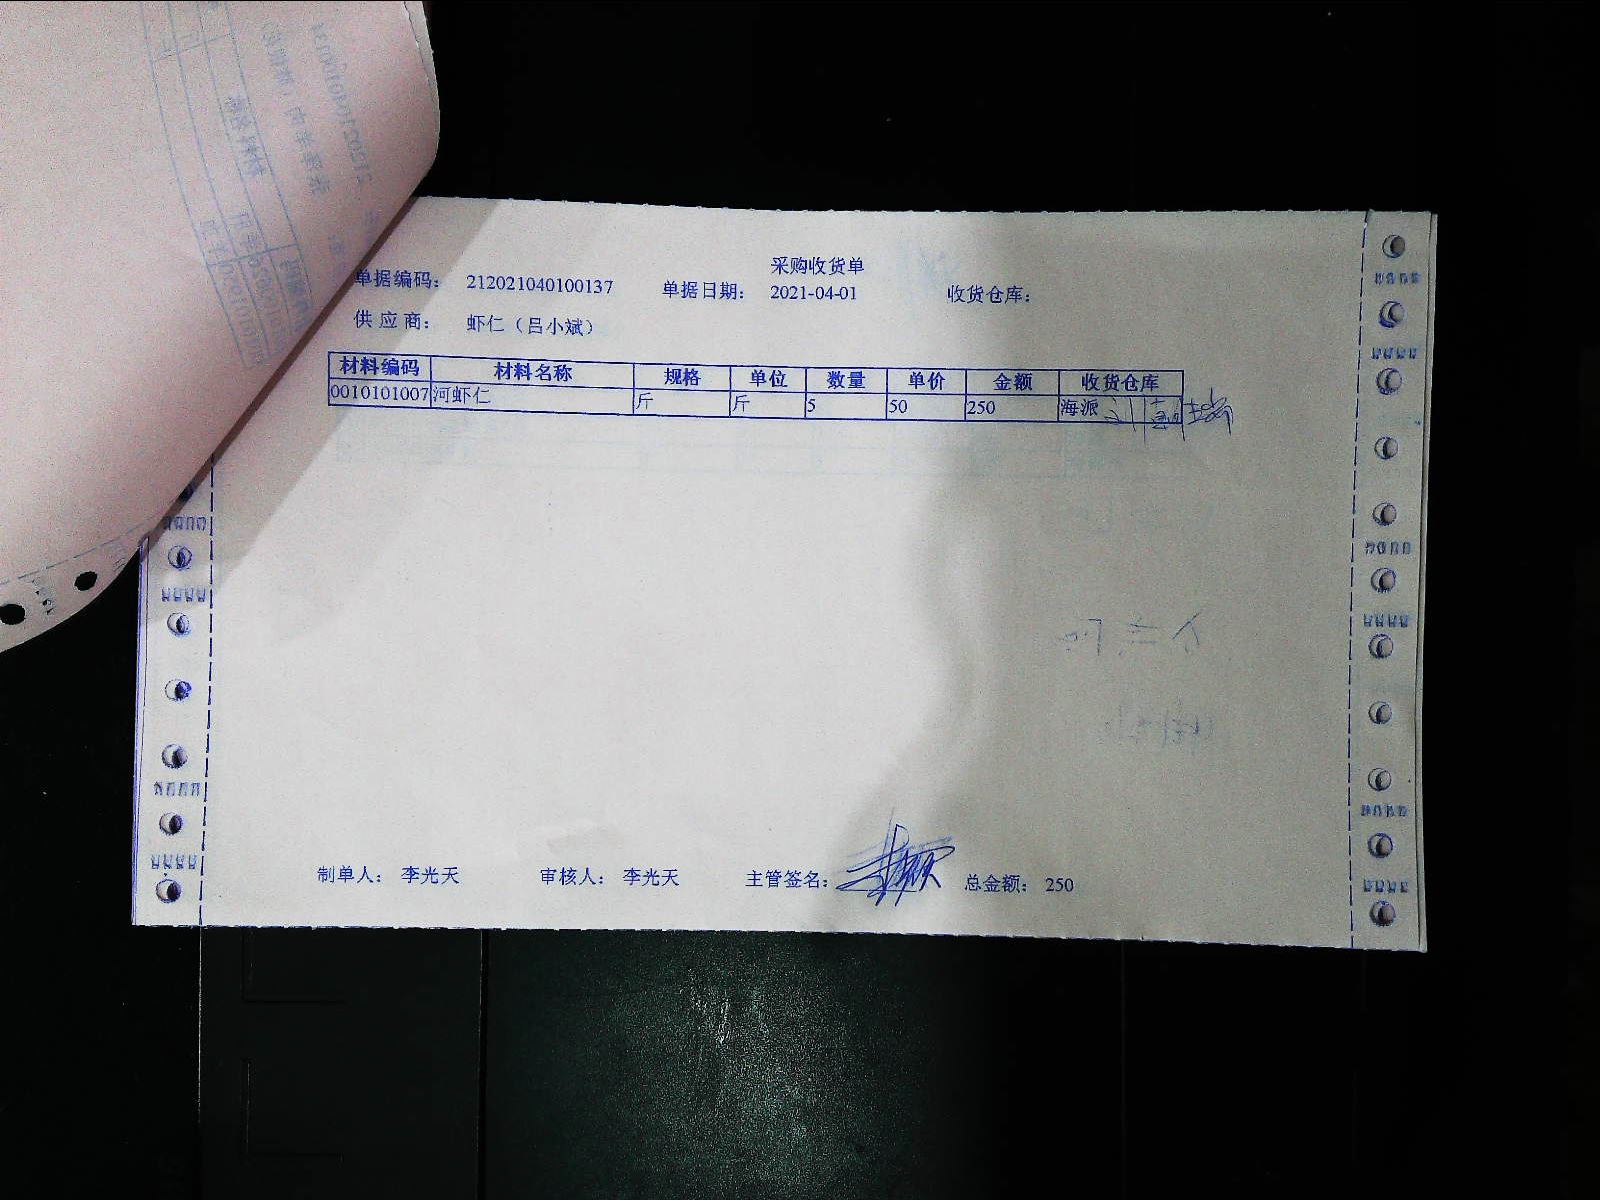 采购收货单
单据编码： 212021040100137 单据日期： 2021-04-01 收货仓库：
供 应 商： 虾仁（吕小斌）
材料编码 材料名称 规格 单位 数量 单价 金额 收货仓库
0010101007 河虾仁 斤 斤 5 50 250 海派
制单人： 李光天 审核人： 李光天 主管签名： 总金额： 250